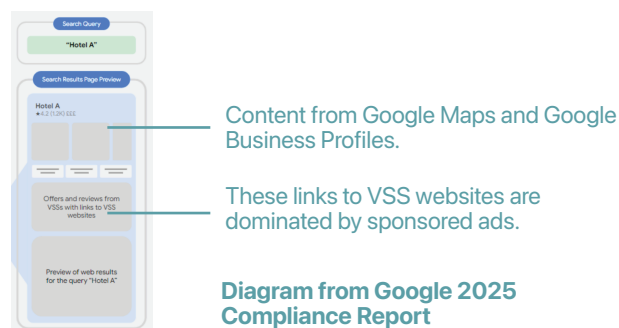 Search Query
"Hotel A"
Search Results Page Preview
Hotel A
★4.2 (1.2K) £££
Content from Google Maps and Google
Business Profiles.
Offers and reviews from
VSSs with links to VSS
websites
These links to VSS websites are
dominated by sponsored ads.
Preview of web results
for the query "Hotel A"
Diagram from Google 2025
Compliance Report